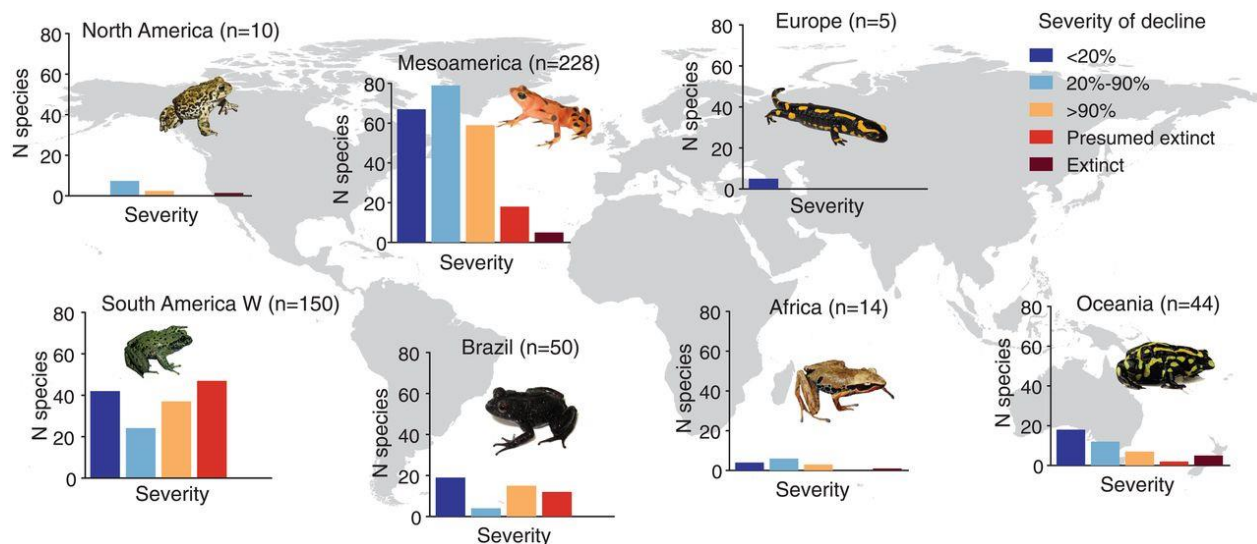 North America (n=10)
80
60
40
20
0
N species
Severity
Mesoamerica (n=228)
80
60
40
20
0
N species
Severity
Europe (n=5)
80
60
40
20
0
N species
Severity
Severity of decline
<20%
20%-90%
>90%
Presumed extinct
Extinct
South America W (n=150)
80
60
40
20
0
N species
Severity
Brazil (n=50)
80
60
40
20
0
N species
Severity
Africa (n=14)
80
60
40
20
0
N species
Severity
Oceania (n=44)
80
60
40
20
0
N species
Severity